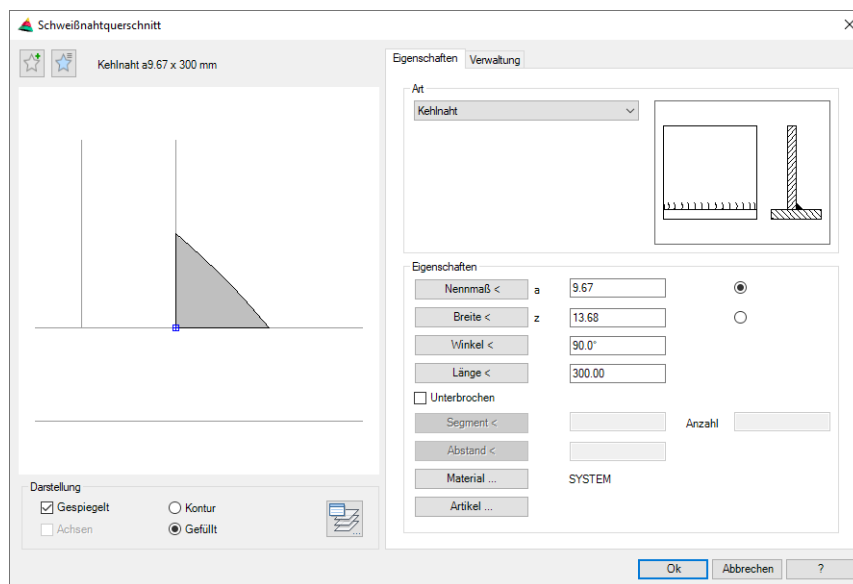 Schweißnahtquerschnitt
Kehlnaht a9.67 x 300 mm
Eigenschaften Verwaltung
Art
Kehlnaht
Eigenschaften
Nennmaß < a 9.67
Breite < z 13.68
Winkel < 90.0°
Länge < 300.00
Unterbrochen
Segment < Anzahl
Abstand <
Material ... SYSTEM
Artikel ...
Darstellung
Gespiegelt Kontur
Achsen Gefüllt
...
Ok Abbrechen ?